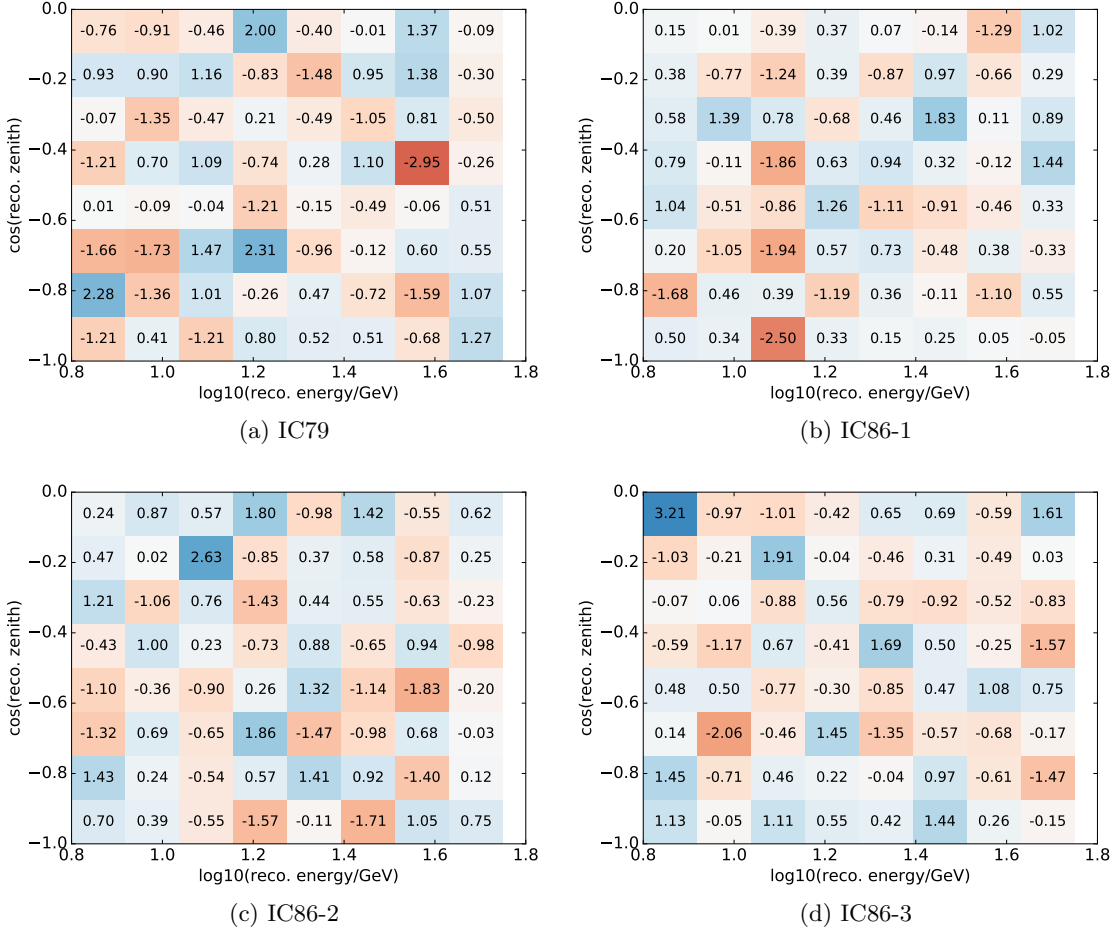 0.0 −0.2 −0.4 −0.6 −0.8 −1.0
cos(reco. zenith)
-0.76 -0.91 -0.46 2.00 -0.40 -0.01 1.37 -0.09
0.93 0.90 1.16 -0.83 -1.48 0.95 1.38 -0.30
-0.07 -1.35 -0.47 0.21 -0.49 -1.05 0.81 -0.50
-1.21 0.70 1.09 -0.74 0.28 1.10 -2.95 -0.26
0.01 -0.09 -0.04 -1.21 -0.15 -0.49 -0.06 0.51
-1.66 -1.73 1.47 2.31 -0.96 -0.12 0.60 0.55
2.28 -1.36 1.01 -0.26 0.47 -0.72 -1.59 1.07
-1.21 0.41 -1.21 0.80 0.52 0.51 -0.68 1.27
0.8 1.0 1.2 1.4 1.6 1.8
log10(reco. energy/GeV)
(a) IC79
0.0 −0.2 −0.4 −0.6 −0.8 −1.0
cos(reco. zenith)
0.15 0.01 -0.39 0.37 0.07 -0.14 -1.29 1.02
0.38 -0.77 -1.24 0.39 -0.87 0.97 -0.66 0.29
0.58 1.39 0.78 -0.68 0.46 1.83 0.11 0.89
0.79 -0.11 -1.86 0.63 0.94 0.32 -0.12 1.44
1.04 -0.51 -0.86 1.26 -1.11 -0.91 -0.46 0.33
0.20 -1.05 -1.94 0.57 0.73 -0.48 0.38 -0.33
-1.68 0.46 0.39 -1.19 0.36 -0.11 -1.10 0.55
0.50 0.34 -2.50 0.33 0.15 0.25 0.05 -0.05
0.8 1.0 1.2 1.4 1.6 1.8
log10(reco. energy/GeV)
(b) IC86-1
0.0 −0.2 −0.4 −0.6 −0.8 −1.0
cos(reco. zenith)
0.24 0.87 0.57 1.80 -0.98 1.42 -0.55 0.62
0.47 0.02 2.63 -0.85 0.37 0.58 -0.87 0.25
1.21 -1.06 0.76 -1.43 0.44 0.55 -0.63 -0.23
-0.43 1.00 0.23 -0.73 0.88 -0.65 0.94 -0.98
-1.10 -0.36 -0.90 0.26 1.32 -1.14 -1.83 -0.20
-1.32 0.69 -0.65 1.86 -1.47 -0.98 0.68 -0.03
1.43 0.24 -0.54 0.57 1.41 0.92 -1.40 0.12
0.70 0.39 -0.55 -1.57 -0.11 -1.71 1.05 0.75
0.8 1.0 1.2 1.4 1.6 1.8
log10(reco. energy/GeV)
(c) IC86-2
0.0 −0.2 −0.4 −0.6 −0.8 −1.0
cos(reco. zenith)
3.21 -0.97 -1.01 -0.42 0.65 0.69 -0.59 1.61
-1.03 -0.21 1.91 -0.04 -0.46 0.31 -0.49 0.03
-0.07 0.06 -0.88 0.56 -0.79 -0.92 -0.52 -0.83
-0.59 -1.17 0.67 -0.41 1.69 0.50 -0.25 -1.57
0.48 0.50 -0.77 -0.30 -0.85 0.47 1.08 0.75
0.14 -2.06 -0.46 1.45 -1.35 -0.57 -0.68 -0.17
1.45 -0.71 0.46 0.22 -0.04 0.97 -0.61 -1.47
1.13 -0.05 1.11 0.55 0.42 1.44 0.26 -0.15
0.8 1.0 1.2 1.4 1.6 1.8
log10(reco. energy/GeV)
(d) IC86-3